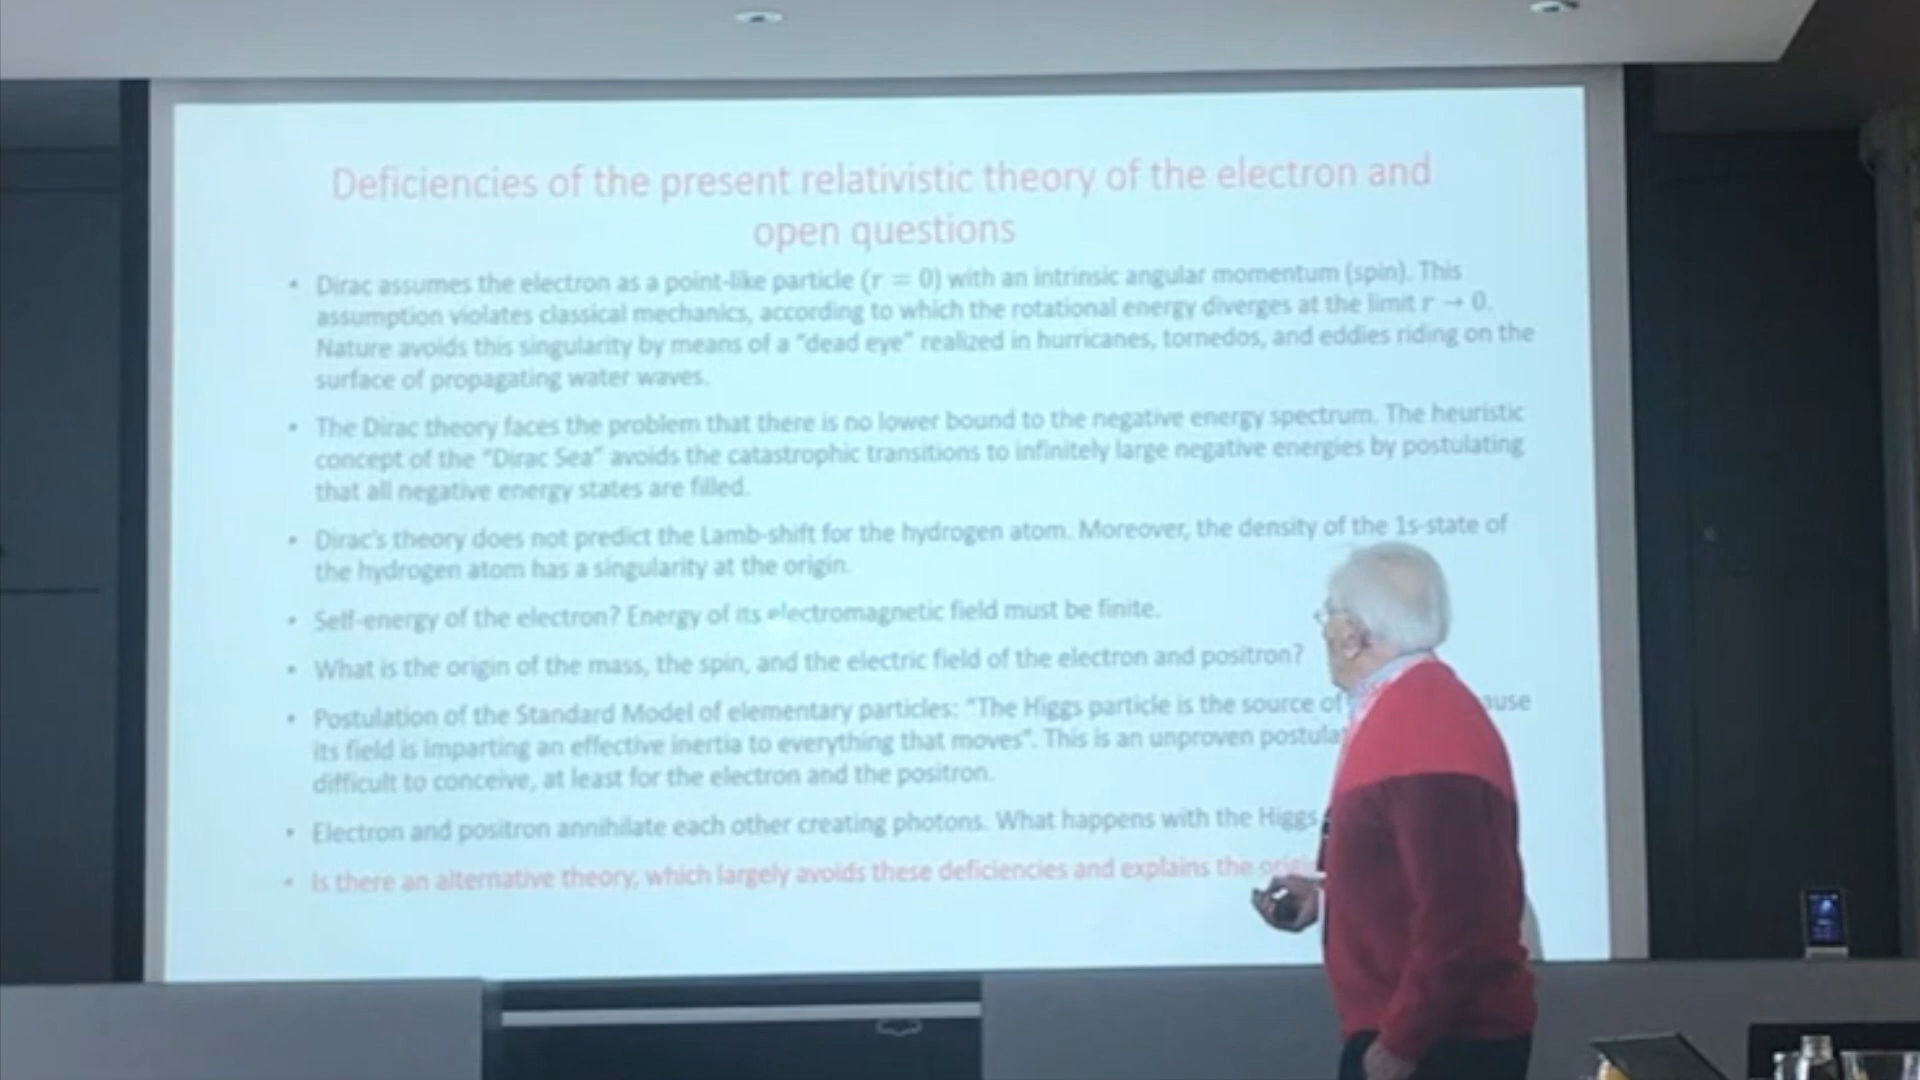 Deficiencies of the present relativistic theory of the electron and
open questions
• Dirac assumes the electron as a point-like particle (r = 0) with an intrinsic angular momentum (spin). This
assumption violates classical mechanics, according to which the rotational energy diverges at the limit r → 0.
Nature avoids this singularity by means of a "dead eye" realized in hurricanes, tornedos, and eddies riding on the
surface of propagating water waves.
• The Dirac theory faces the problem that there is no lower bound to the negative energy spectrum. The heuristic
concept of the "Dirac Sea" avoids the catastrophic transitions to infinitely large negative energies by postulating
that all negative energy states are filled.
• Dirac's theory does not predict the Lamb-shift for the hydrogen atom. Moreover, the density of the 1s-state of
the hydrogen atom has a singularity at the origin.
• Self-energy of the electron? Energy of its electromagnetic field must be finite.
• What is the origin of the mass, the spin, and the electric field of the electron and positron?
• Postulation of the Standard Model of elementary particles: "The Higgs particle is the source of
its field is imparting an effective inertia to everything that moves". This is an unproven
difficult to conceive, at least for the electron and the positron.
• Electron and positron annihilate each other creating photons. What happens with the Higgs
• Is there an alternative theory, which largely avoids these deficiencies and explains the